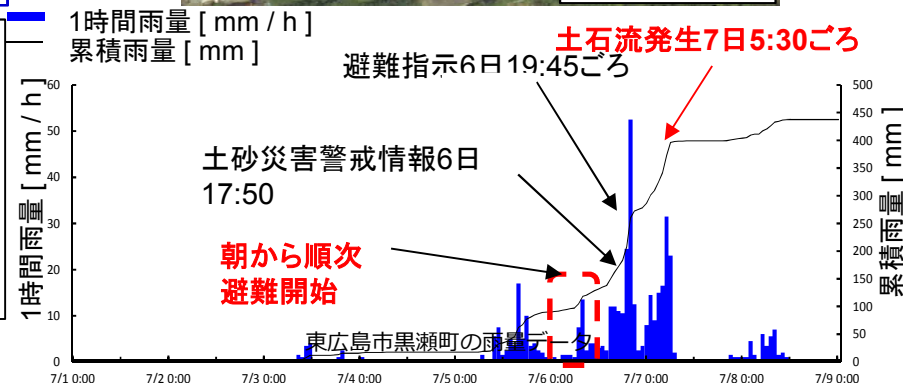 1時間雨量 [ mm / h ]
累積雨量 [ mm ]
土石流発生7日5:30ごろ
避難指示6日19:45ごろ
土砂災害警戒情報6日
17:50
朝から順次
避難開始
東広島市黒瀬町の雨量データ
1時間雨量 [ mm / h ]
60
50
40
30
20
10
0
累積雨量 [ mm ]
500
450
400
350
300
250
200
150
100
50
0
7/1 0:00
7/2 0:00
7/3 0:00
7/4 0:00
7/5 0:00
7/6 0:00
7/7 0:00
7/8 0:00
7/9 0:00